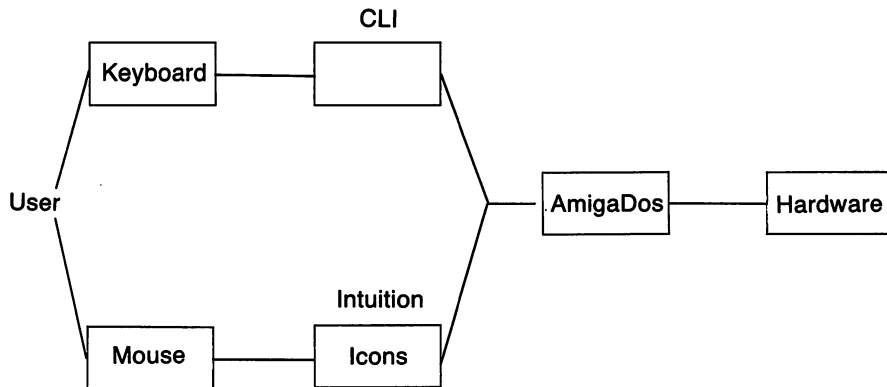 CLI
Keyboard
User
AmigaDos
Hardware
Intuition
Mouse
Icons